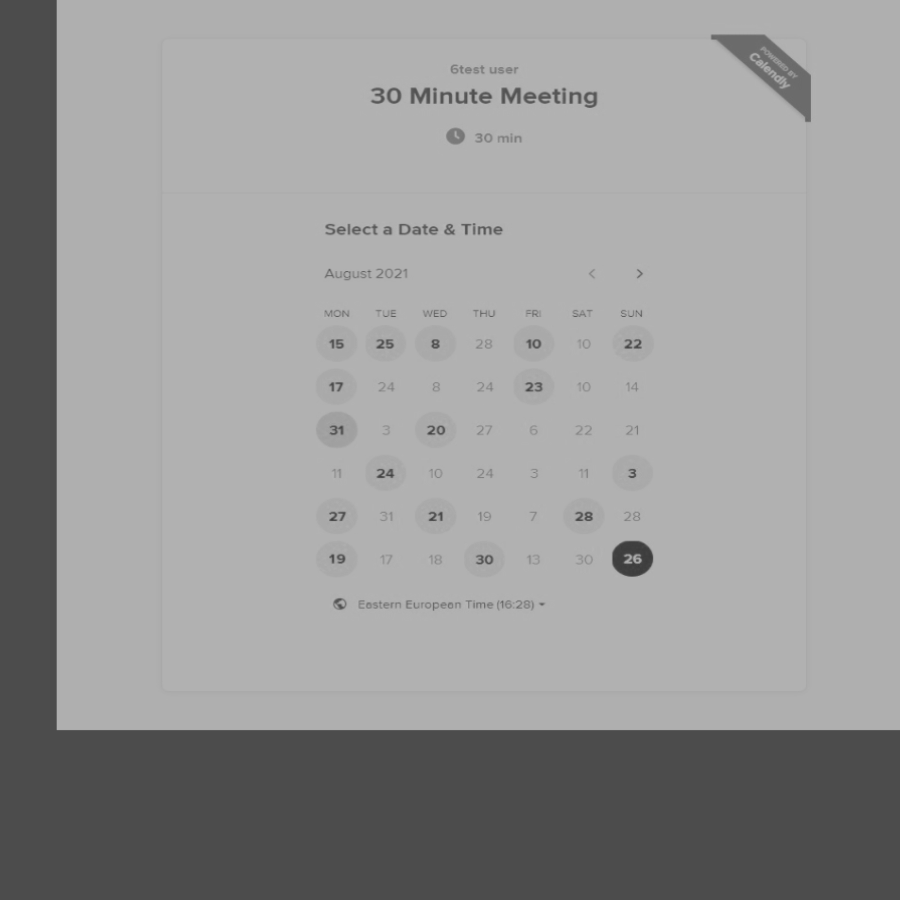 POWERED BY
Calendly
6test user
30 Minute Meeting
30 min
Select a Date & Time
August 2021
MON TUE WED THU FRI SAT SUN
15 25 8 28 10 10 22
17 24 8 24 23 10 14
31 3 20 27 6 22 21
11 24 10 24 3 11 3
27 31 21 19 7 28 28
19 17 18 30 13 30 26
Eastern European Time (16:28)